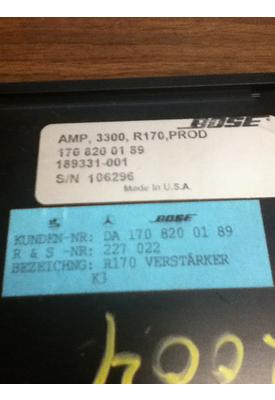 BOSE
AMP, 3300, R170,PROD
170 820 01 89
189331-001
S/N 106296
Made in U.S.A.
BOSE
KUNDEN-NR: DA 170 820 01 89
R & S -NR: 227 022
BEZEICHNG: R170 VERSTÄRKER
K3